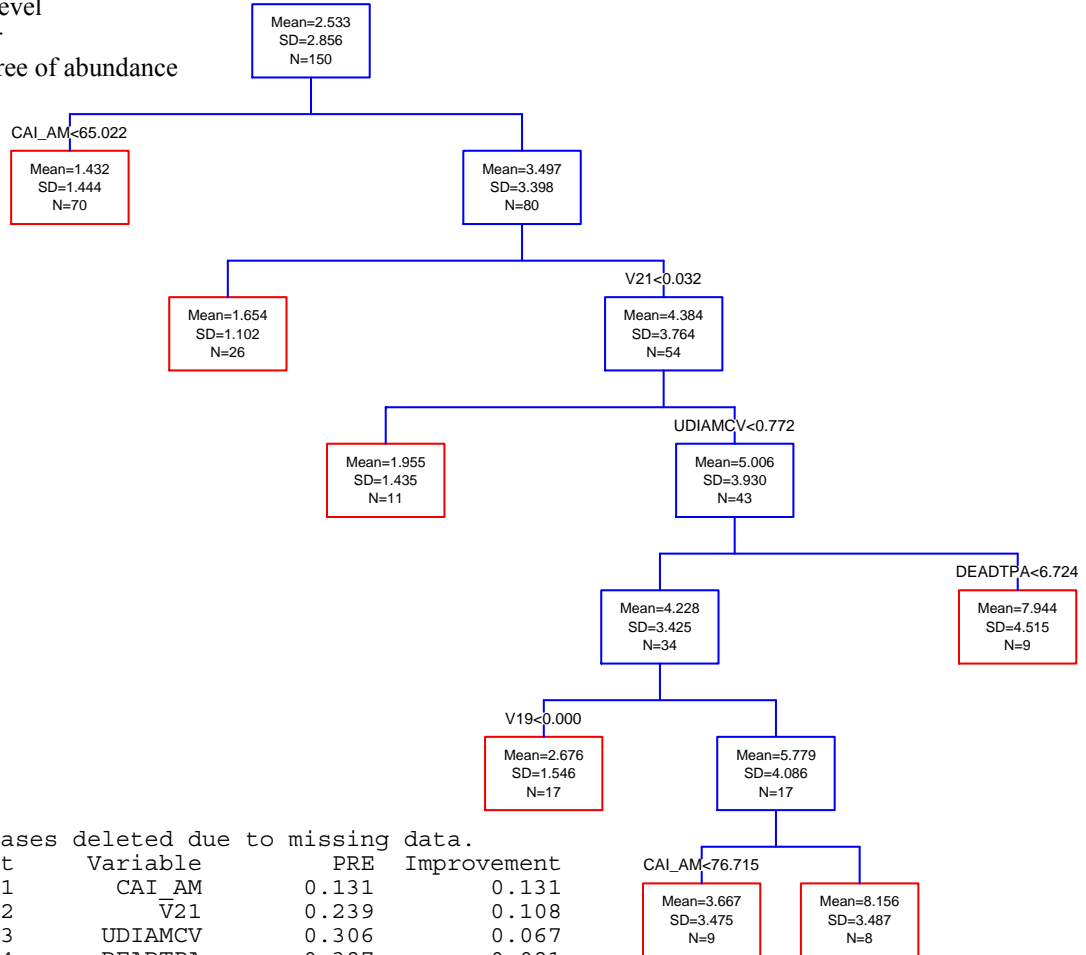 evel
ree of abundance
Mean=2.533
SD=2.856
N=150
CAI_AM<65.022
Mean=1.432
SD=1.444
N=70
Mean=3.497
SD=3.398
N=80
V21<0.032
Mean=1.654
SD=1.102
N=26
Mean=4.384
SD=3.764
N=54
UDIAMCV<0.772
Mean=1.955
SD=1.435
N=11
Mean=5.006
SD=3.930
N=43
DEADTPA<6.724
Mean=4.228
SD=3.425
N=34
Mean=7.944
SD=4.515
N=9
V19<0.000
Mean=2.676
SD=1.546
N=17
Mean=5.779
SD=4.086
N=17
CAI_AM<76.715
Mean=3.667
SD=3.475
N=9
Mean=8.156
SD=3.487
N=8
ases deleted due to missing data.
t Variable PRE Improvement
1 CAI_AM 0.131 0.131
2 V21 0.239 0.108
3 UDIAMCV 0.306 0.067